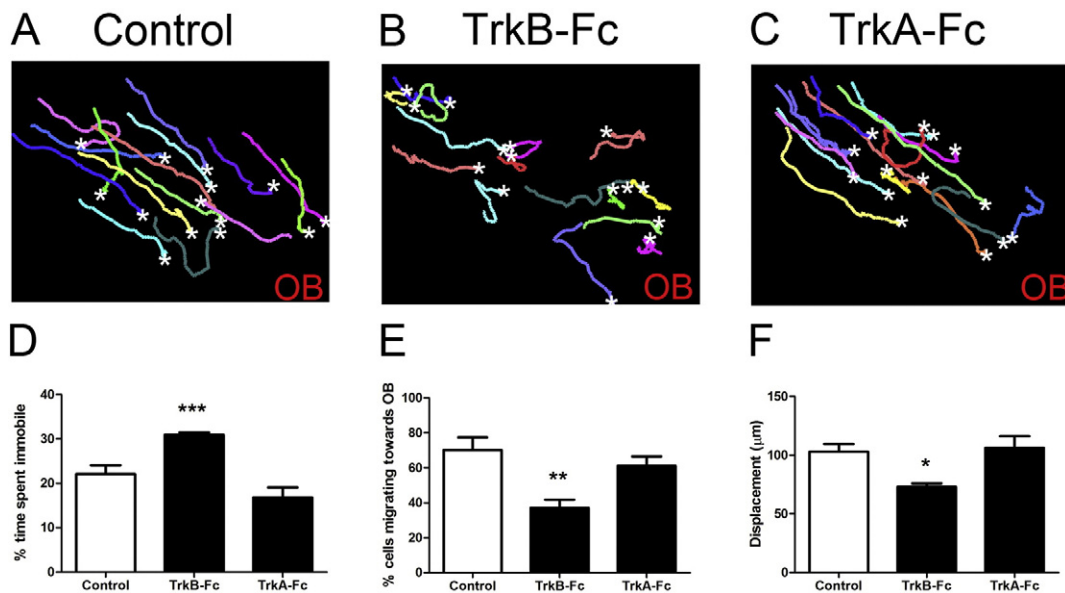 A Control
B TrkB-Fc
C TrkA-Fc
* * * * * * * * * * * * * *
OB
OB
OB
D
% time spent immobile
40
30
20
10
0
***
Control TrkB-Fc TrkA-Fc
E
% cells migrating towards OB
100
80
60
40
20
0
**
Control TrkB-Fc TrkA-Fc
F
Displacement (μm)
150
100
50
0
*
Control TrkB-Fc TrkA-Fc